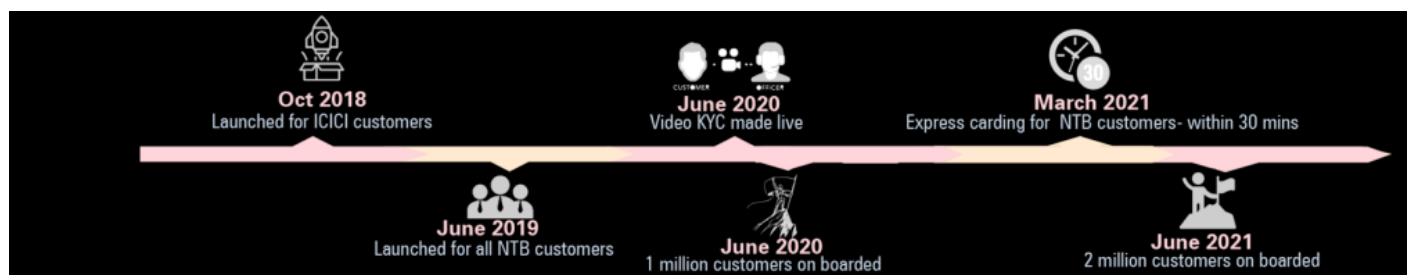 CUSTOMER
OFFICER
30
Oct 2018
Launched for ICICI customers
June 2020
Video KYC made live
March 2021
Express carding for NTB customers- within 30 mins
June 2019
Launched for all NTB customers
June 2020
1 million customers on boarded
June 2021
2 million customers on boarded